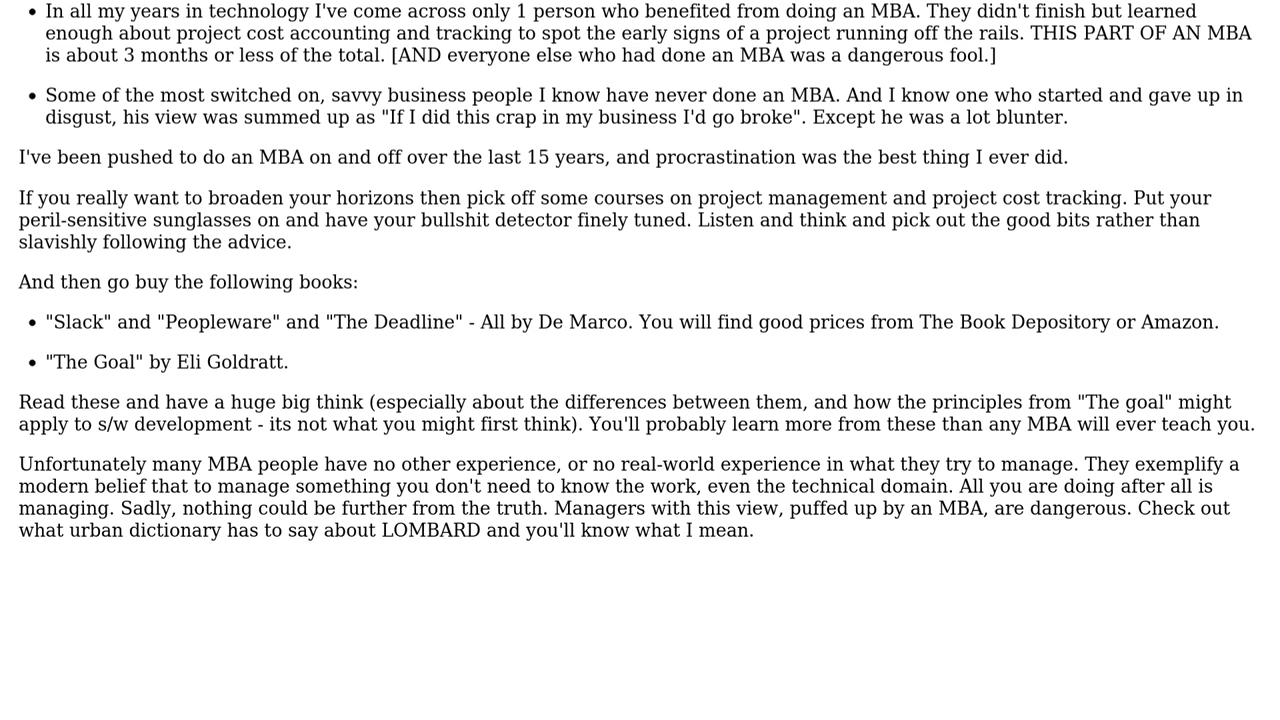 • In all my years in technology I've come across only 1 person who benefited from doing an MBA. They didn't finish but learned
enough about project cost accounting and tracking to spot the early signs of a project running off the rails. THIS PART OF AN MBA
is about 3 months or less of the total. [AND everyone else who had done an MBA was a dangerous fool.]
• Some of the most switched on, savvy business people I know have never done an MBA. And I know one who started and gave up in
disgust, his view was summed up as "If I did this crap in my business I'd go broke". Except he was a lot blunter.
I've been pushed to do an MBA on and off over the last 15 years, and procrastination was the best thing I ever did.
If you really want to broaden your horizons then pick off some courses on project management and project cost tracking. Put your
peril-sensitive sunglasses on and have your bullshit detector finely tuned. Listen and think and pick out the good bits rather than
slavishly following the advice.
And then go buy the following books:
• "Slack" and "Peopleware" and "The Deadline" - All by De Marco. You will find good prices from The Book Depository or Amazon.
• "The Goal" by Eli Goldratt.
Read these and have a huge big think (especially about the differences between them, and how the principles from "The goal" might
apply to s/w development - its not what you might first think). You'll probably learn more from these than any MBA will ever teach you.
Unfortunately many MBA people have no other experience, or no real-world experience in what they try to manage. They exemplify a
modern belief that to manage something you don't need to know the work, even the technical domain. All you are doing after all is
managing. Sadly, nothing could be further from the truth. Managers with this view, puffed up by an MBA, are dangerous. Check out
what urban dictionary has to say about LOMBARD and you'll know what I mean.